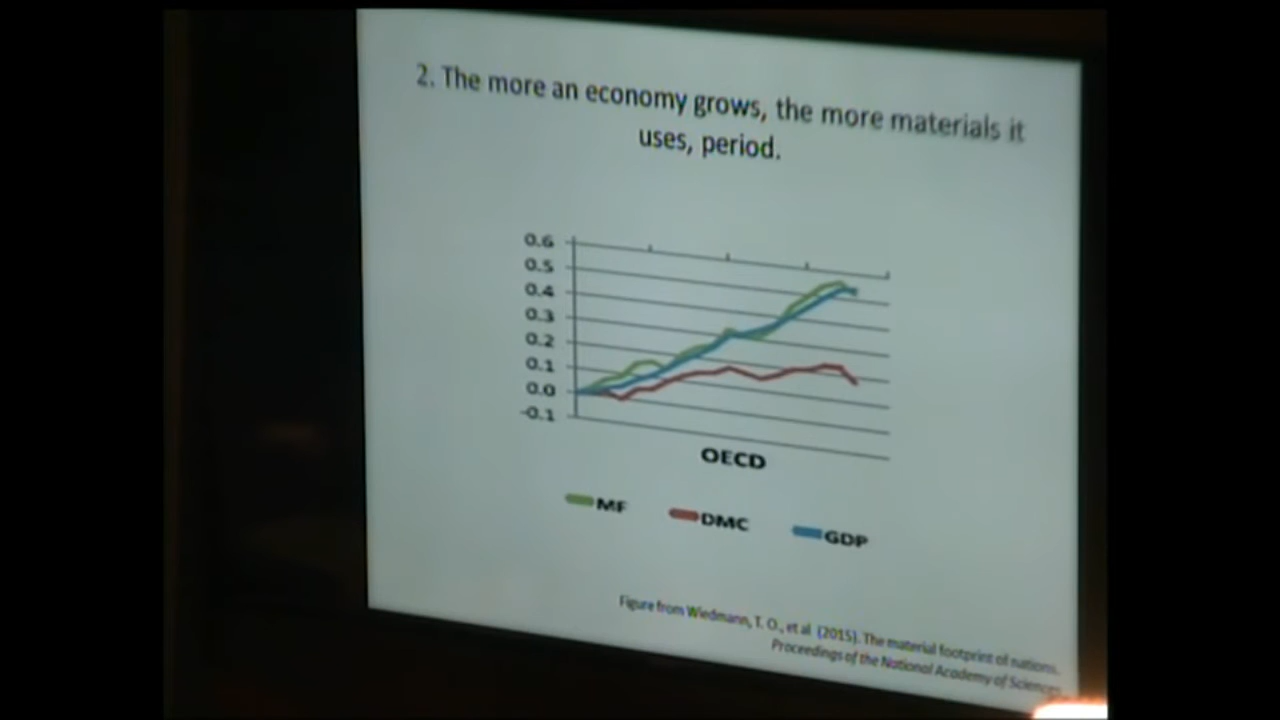 2. The more an economy grows, the more materials it
uses, period.
0.6
0.5
0.4
0.3
0.2
0.1
0.0
-0.1
OECD
MF DMC GDP
Figure from Wiedmann, T. O., et al (2015). The material footprint of nations.
Proceedings of the National Academy of Sciences